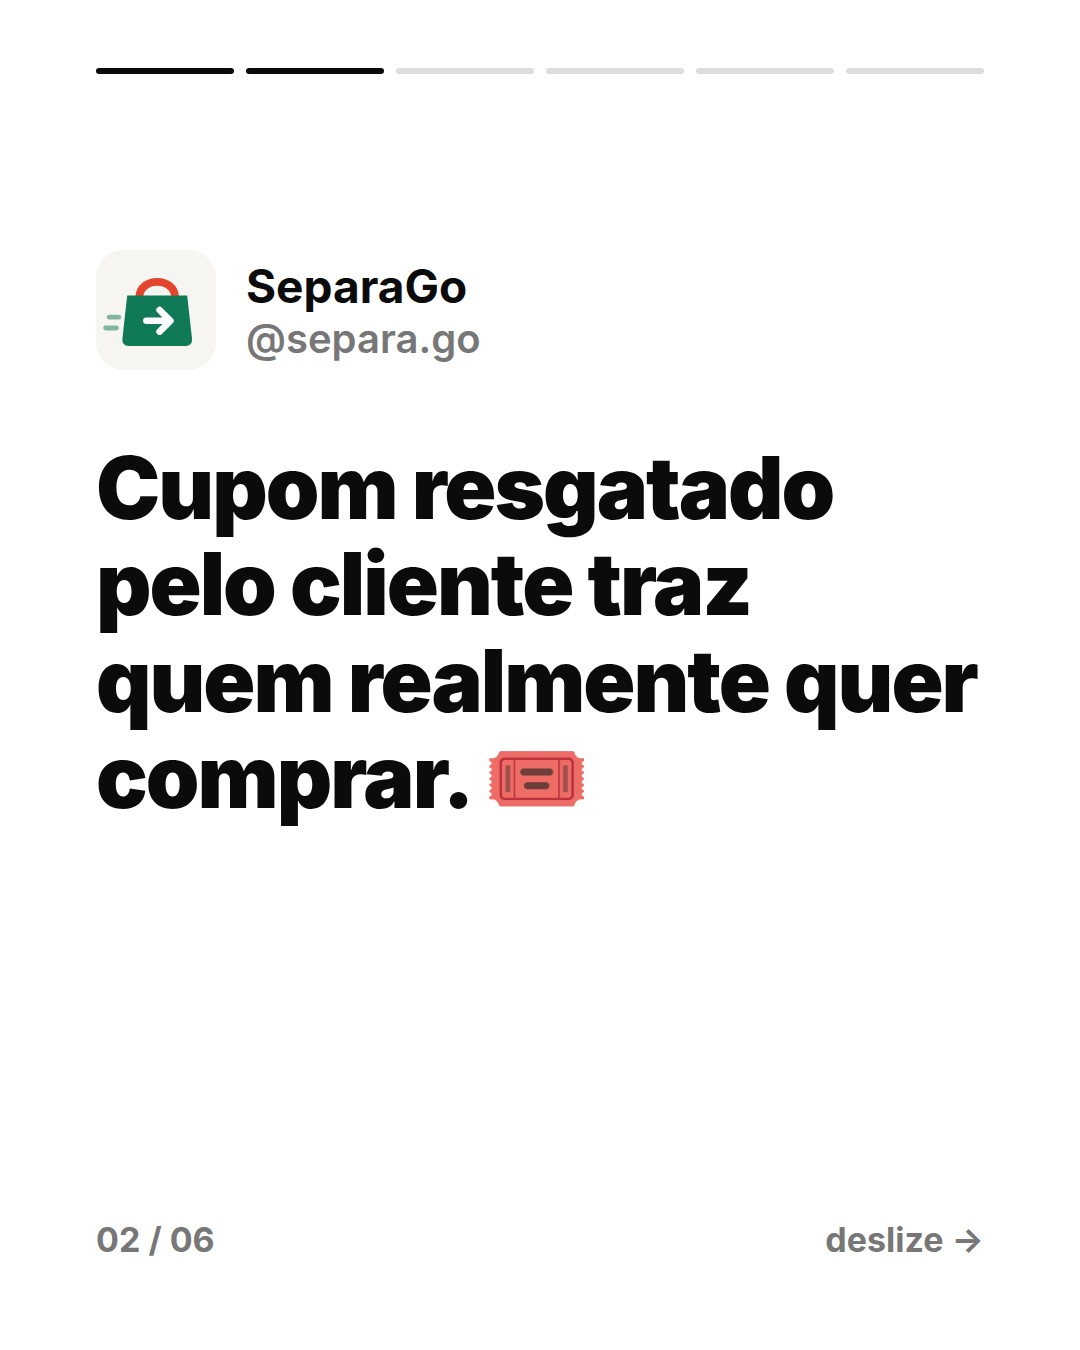 SeparaGo
@separa.go
Cupom resgatado
pelo cliente traz
quem realmente quer
comprar. 🎫
02 / 06
deslize →